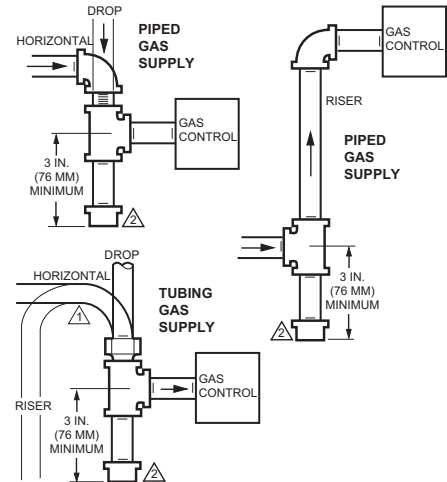 DROP
HORIZONTAL
PIPED
GAS
SUPPLY
GAS
CONTROL
3 IN.
(76 MM)
MINIMUM
2
GAS
CONTROL
RISER
PIPED
GAS
SUPPLY
3 IN.
(76 MM)
MINIMUM
2
DROP
HORIZONTAL
TUBING
GAS
SUPPLY
1
GAS
CONTROL
RISER
3 IN.
(76 MM)
MINIMUM
2